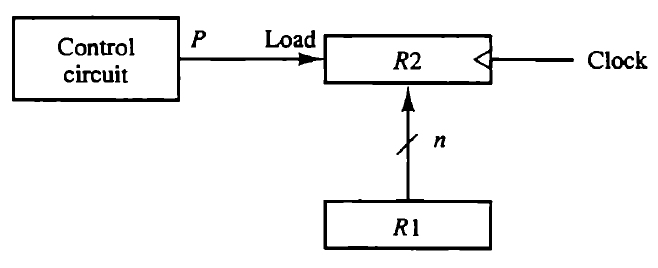 Control
circuit
P
Load
R2
Clock
n
R1